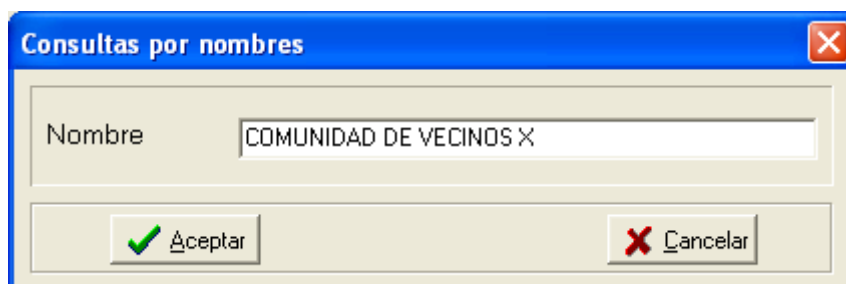 Consultas por nombres
Nombre COMUNIDAD DE VECINOS X
Aceptar Cancelar